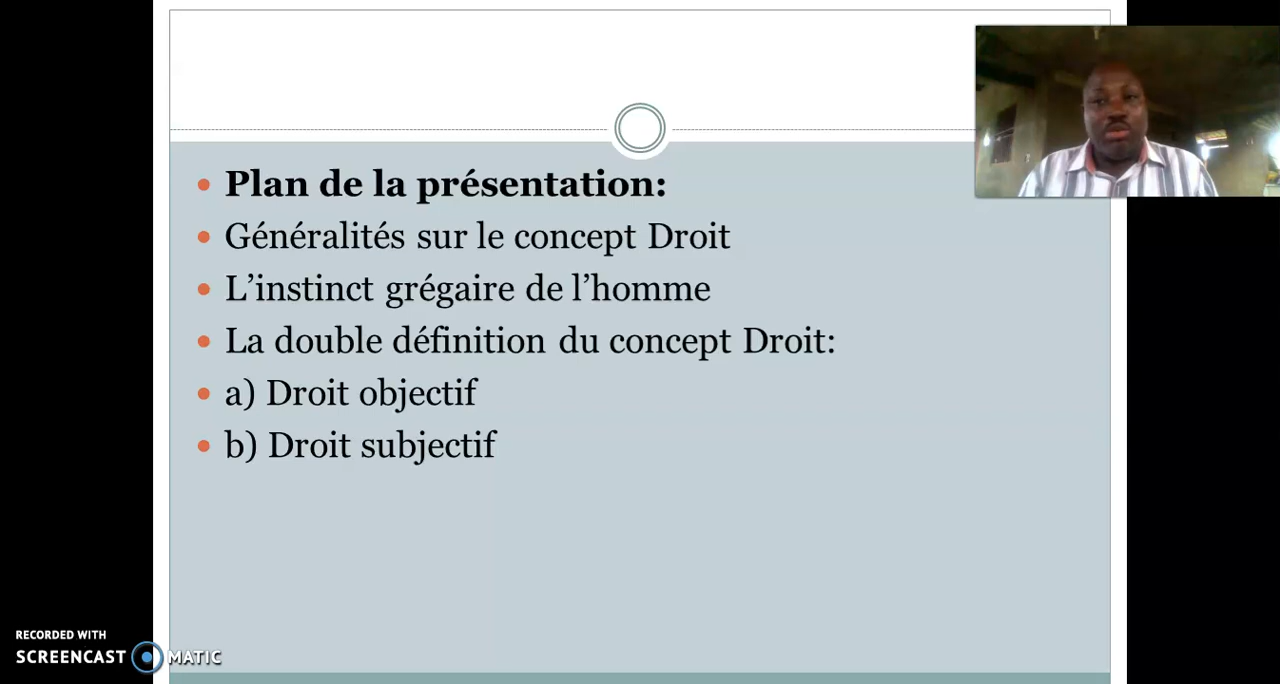 Plan de la présentation:
Généralités sur le concept Droit
L’instinct grégaire de l’homme
La double définition du concept Droit:
a) Droit objectif
b) Droit subjectif
RECORDED WITH
SCREENCAST MATIC